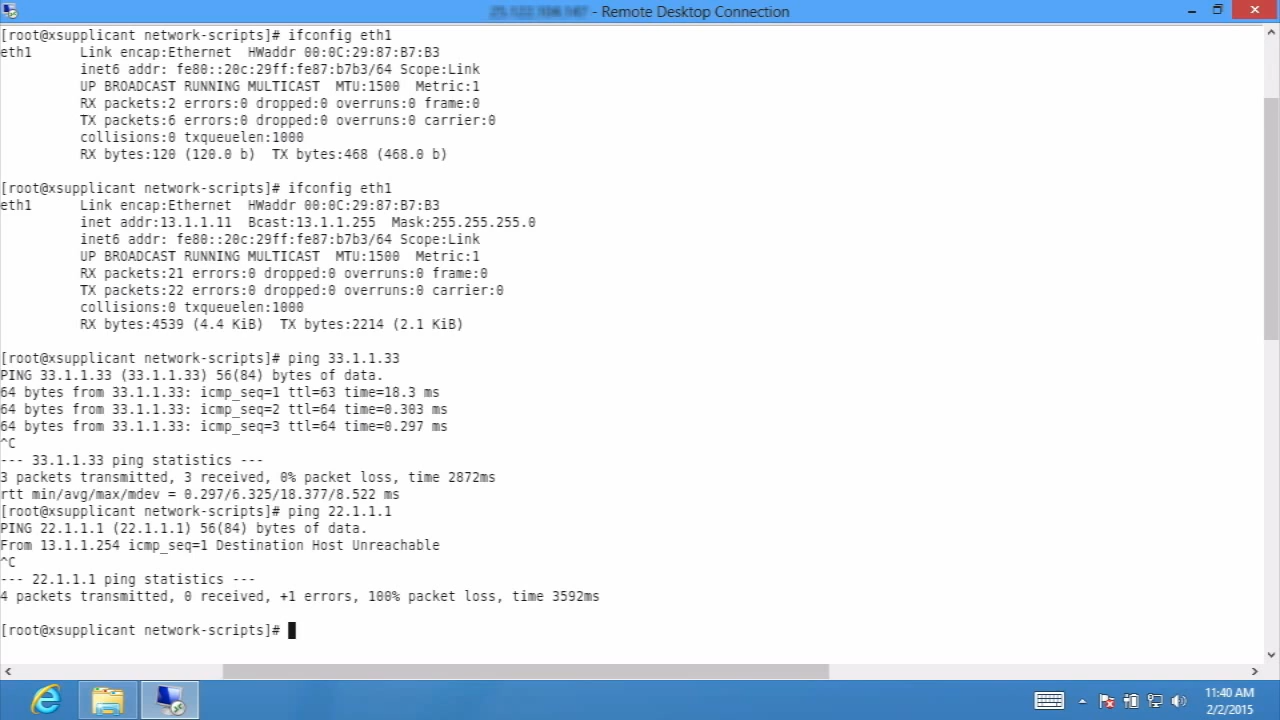 - Remote Desktop Connection
[root@xsupplicant network-scripts]# ifconfig eth1
eth1      Link encap:Ethernet  HWaddr 00:0C:29:87:B7:B3
          inet6 addr: fe80::20c:29ff:fe87:b7b3/64 Scope:Link
          UP BROADCAST RUNNING MULTICAST  MTU:1500  Metric:1
          RX packets:2 errors:0 dropped:0 overruns:0 frame:0
          TX packets:6 errors:0 dropped:0 overruns:0 carrier:0
          collisions:0 txqueuelen:1000
          RX bytes:120 (120.0 b)  TX bytes:468 (468.0 b)
[root@xsupplicant network-scripts]# ifconfig eth1
eth1      Link encap:Ethernet  HWaddr 00:0C:29:87:B7:B3
          inet addr:13.1.1.11  Bcast:13.1.1.255  Mask:255.255.255.0
          inet6 addr: fe80::20c:29ff:fe87:b7b3/64 Scope:Link
          UP BROADCAST RUNNING MULTICAST  MTU:1500  Metric:1
          RX packets:21 errors:0 dropped:0 overruns:0 frame:0
          TX packets:22 errors:0 dropped:0 overruns:0 carrier:0
          collisions:0 txqueuelen:1000
          RX bytes:4539 (4.4 KiB)  TX bytes:2214 (2.1 KiB)
[root@xsupplicant network-scripts]# ping 33.1.1.33
PING 33.1.1.33 (33.1.1.33) 56(84) bytes of data.
64 bytes from 33.1.1.33: icmp_seq=1 ttl=63 time=18.3 ms
64 bytes from 33.1.1.33: icmp_seq=2 ttl=64 time=0.303 ms
64 bytes from 33.1.1.33: icmp_seq=3 ttl=64 time=0.297 ms
^C
--- 33.1.1.33 ping statistics ---
3 packets transmitted, 3 received, 0% packet loss, time 2872ms
rtt min/avg/max/mdev = 0.297/6.325/18.377/8.522 ms
[root@xsupplicant network-scripts]# ping 22.1.1.1
PING 22.1.1.1 (22.1.1.1) 56(84) bytes of data.
From 13.1.1.254 icmp_seq=1 Destination Host Unreachable
^C
--- 22.1.1.1 ping statistics ---
4 packets transmitted, 0 received, +1 errors, 100% packet loss, time 3592ms
[root@xsupplicant network-scripts]#
11:40 AM
2/2/2015